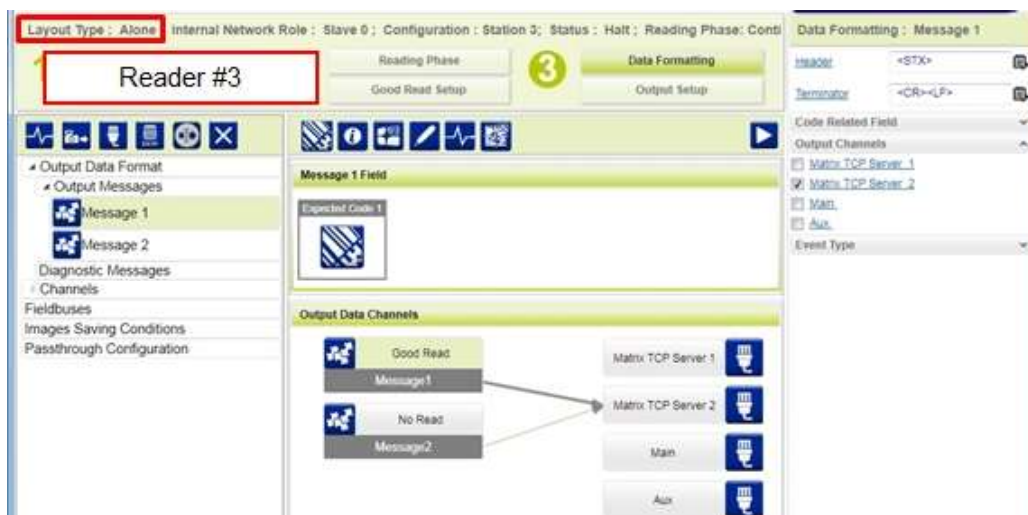 Layout Type : Alone ; Internal Network Role : Slave 0 ; Configuration : Station 3; Status : Halt ; Reading Phase: Conti
Reader #3
Reading Phase
Good Read Setup
3
Data Formatting
Output Setup
Output Data Format
Output Messages
Message 1
Message 2
Diagnostic Messages
Channels
Fieldbuses
Images Saving Conditions
Passthrough Configuration
Message 1 Field
Expected Code 1
Output Data Channels
Good Read
Message1
No Read
Message2
Matrix TCP Server 1
Matrix TCP Server 2
Main
Aux
Data Formatting : Message 1
Header <STX>
Terminator <CR><LF>
Code Related Field
Output Channels
Matrix TCP Server 1
Matrix TCP Server 2
Main
Aux
Event Type